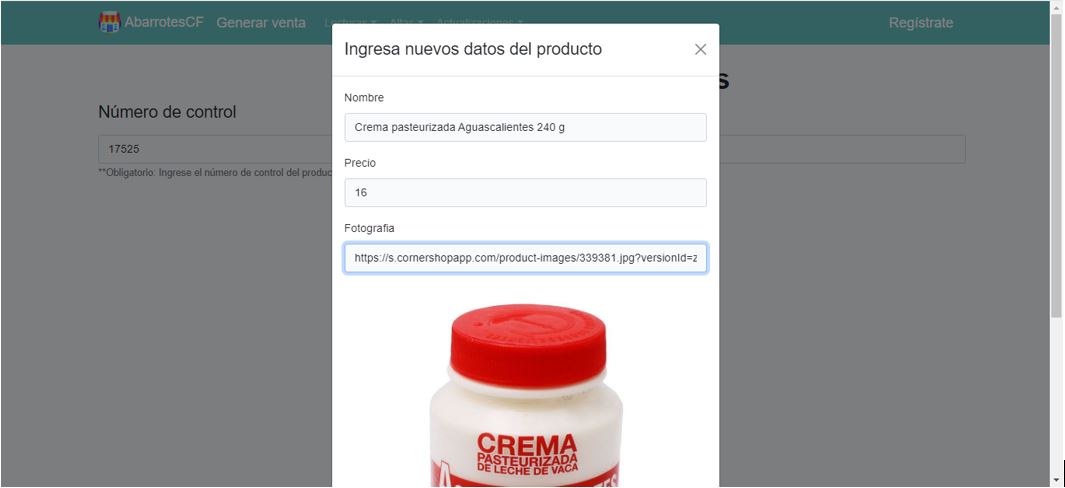 AbarrotesCF Generar venta Lecturas Altas Actualizaciones Regístrate
Ingresa nuevos datos del producto
Número de control
17525
**Obligatorio: Ingrese el número de control del produc
Nombre
Crema pasteurizada Aguascalientes 240 g
Precio
16
Fotografia
https://s.cornershopapp.com/product-images/339381.jpg?versionId=z
CREMA
PASTEURIZADA
DE LECHE DE VACA